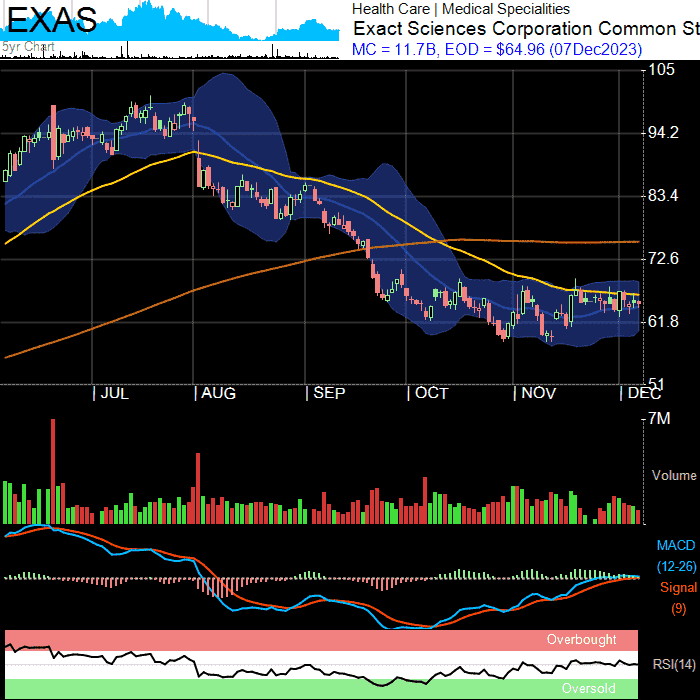 EXAS
5yr Chart
Health Care | Medical Specialities
Exact Sciences Corporation Common St
MC = 11.7B, EOD = $64.96 (07Dec2023)
105
94.2
83.4
72.6
61.8
51
JUL AUG SEP OCT NOV DEC
7M
Volume
MACD
(12-26)
Signal
(9)
Overbought
RSI(14)
Oversold